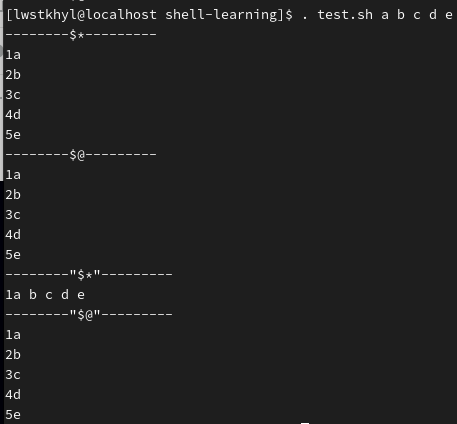 [lwstkhyl@localhost shell-learning]$ . test.sh a b c d e
--------$*---------
1a
2b
3c
4d
5e
--------$@---------
1a
2b
3c
4d
5e
--------"$*"---------
1a b c d e
--------"$@"---------
1a
2b
3c
4d
5e